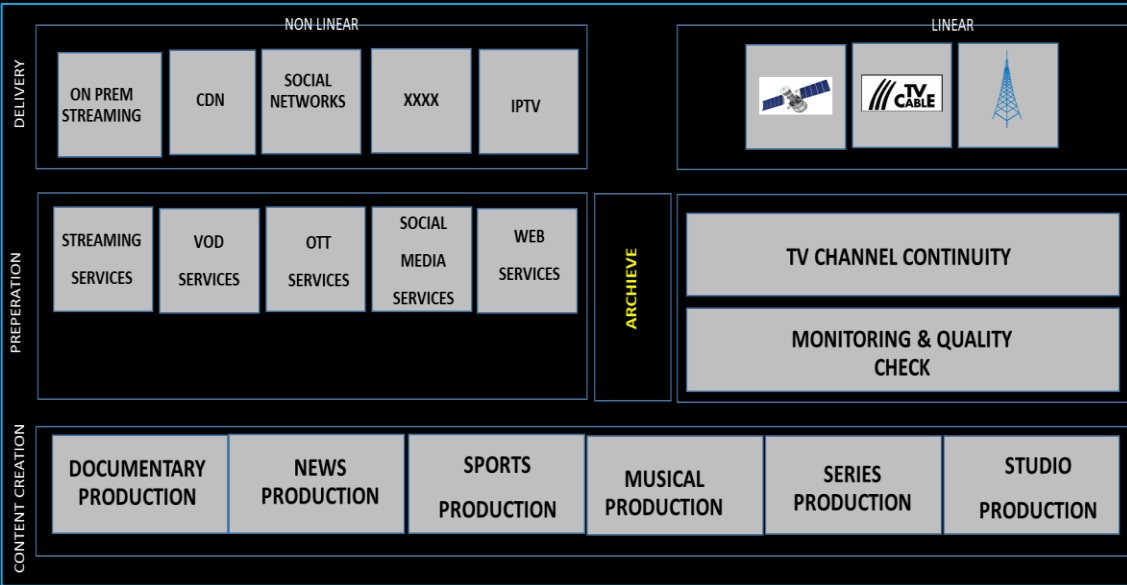 NON LINEAR
LINEAR
DELIVERY
ON PREM
STREAMING
CDN
SOCIAL
NETWORKS
XXXX
IPTV
TV
CABLE
PREPERATION
STREAMING
SERVICES
VOD
SERVICES
OTT
SERVICES
SOCIAL
MEDIA
SERVICES
WEB
SERVICES
ARCHIEVE
TV CHANNEL CONTINUITY
MONITORING & QUALITY
CHECK
CONTENT CREATION
DOCUMENTARY
PRODUCTION
NEWS
PRODUCTION
SPORTS
PRODUCTION
MUSICAL
PRODUCTION
SERIES
PRODUCTION
STUDIO
PRODUCTION